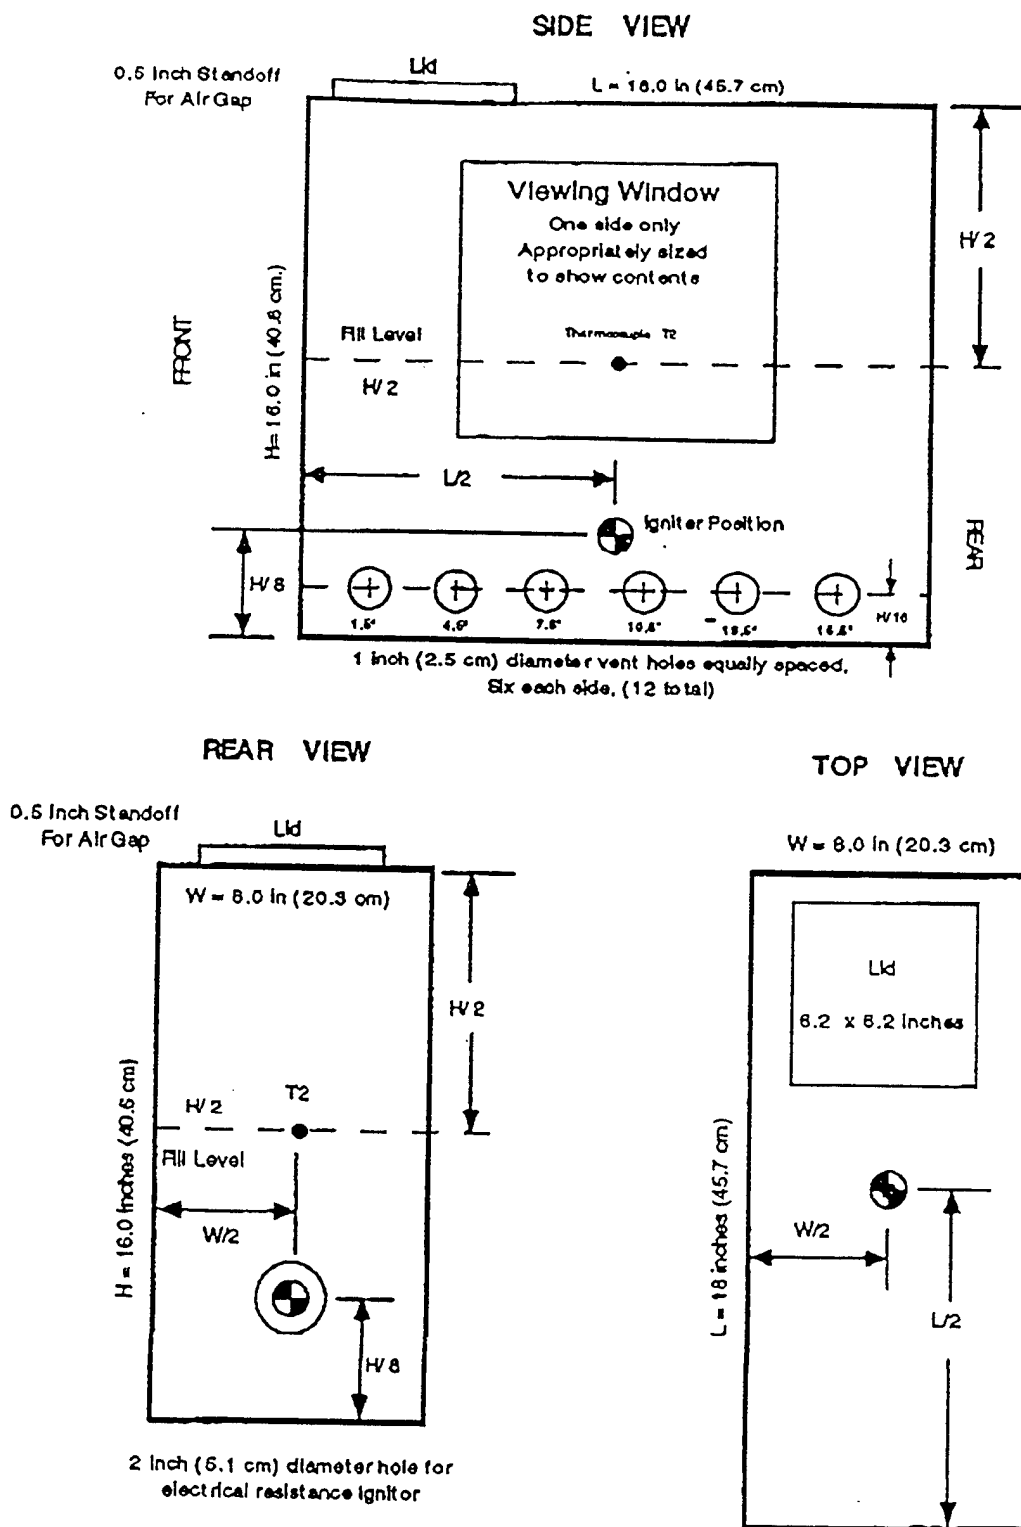 SIDE VIEW
0.5 Inch Standoff
For Air Gap
Lid
L = 18.0 in (45.7 cm)
Viewing Window
One side only
Appropriately sized
to show contents
H/2
FRONT
H = 16.0 in (40.6 cm.)
Fill Level
Thermocouple T2
H/2
L/2
Igniter Position
REAR
H/8
H/16
1.5"
4.5"
7.5"
10.5"
13.5"
16.5"
1 inch (2.5 cm) diameter vent holes equally spaced,
Six each side, (12 total)
REAR VIEW
0.5 Inch Standoff
For Air Gap
Lid
W = 8.0 in (20.3 cm)
H/2
H = 16.0 inches (40.6 cm)
H/2
T2
Fill Level
W/2
H/8
2 inch (5.1 cm) diameter hole for
electrical resistance ignitor
TOP VIEW
W = 8.0 in (20.3 cm)
Lid
6.2 x 6.2 inches
L = 18 inches (45.7 cm)
W/2
L/2